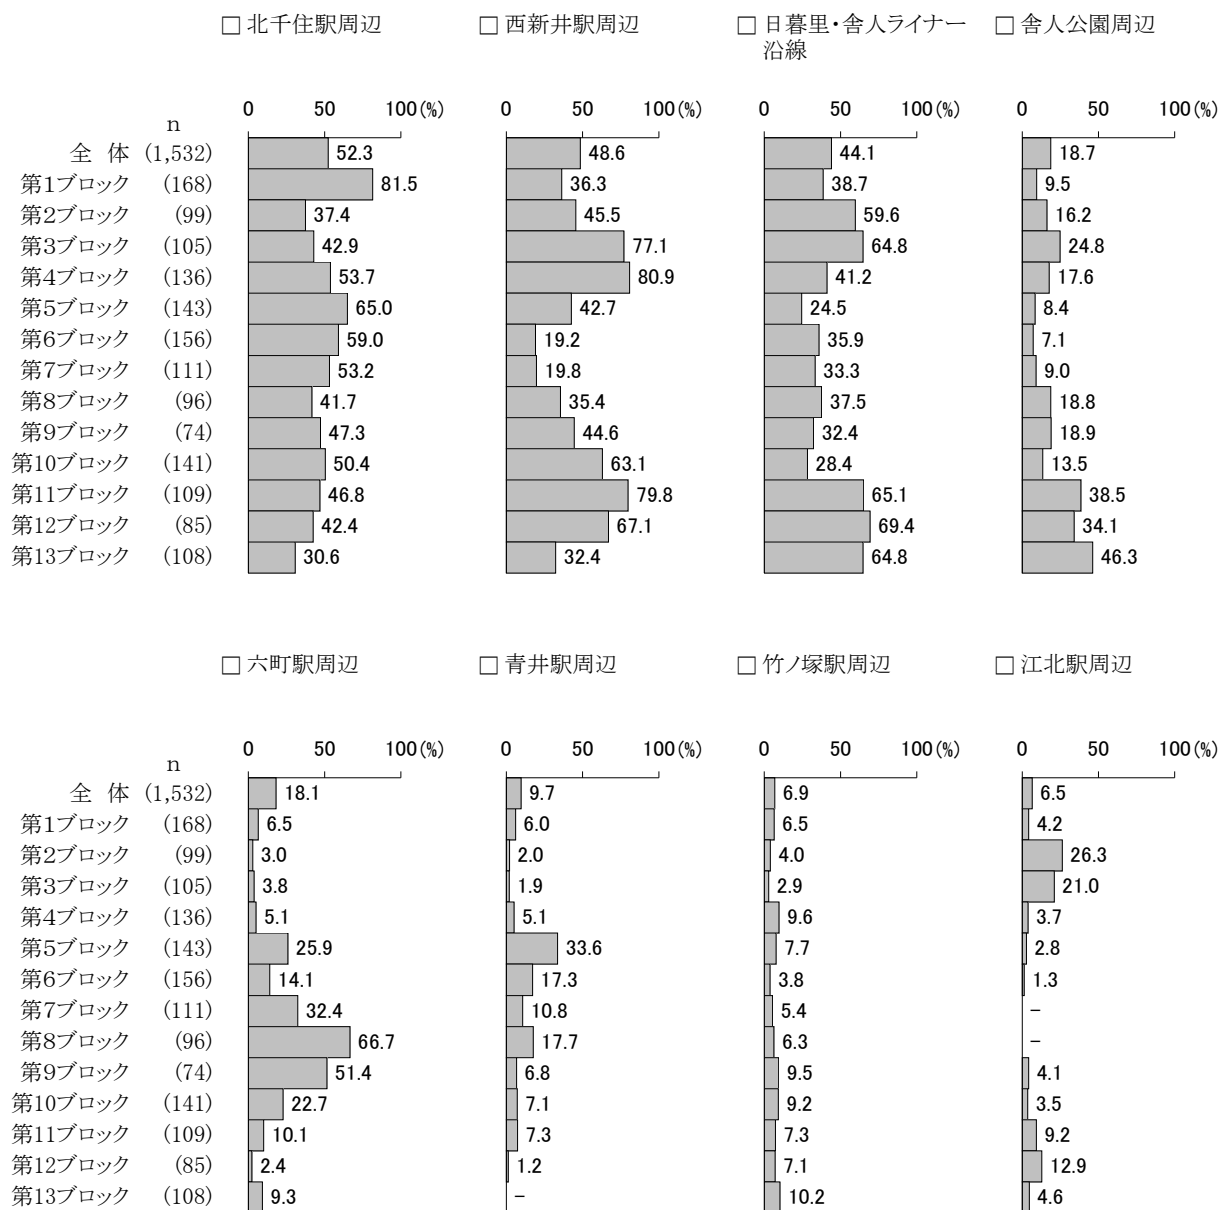 □ 北千住駅周辺 □ 西新井駅周辺 □ 日暮里・舎人ライナー □ 舎人公園周辺
沿線
0 50 100(%) 0 50 100(%) 0 50 100(%) 0 50 100(%)
n
全 体 (1,532) 52.3 48.6 44.1 18.7
第1ブロック (168) 81.5 36.3 38.7 9.5
第2ブロック (99) 37.4 45.5 59.6 16.2
第3ブロック (105) 42.9 77.1 64.8 24.8
第4ブロック (136) 53.7 80.9 41.2 17.6
第5ブロック (143) 65.0 42.7 24.5 8.4
第6ブロック (156) 59.0 19.2 35.9 7.1
第7ブロック (111) 53.2 19.8 33.3 9.0
第8ブロック (96) 41.7 35.4 37.5 18.8
第9ブロック (74) 47.3 44.6 32.4 18.9
第10ブロック (141) 50.4 63.1 28.4 13.5
第11ブロック (109) 46.8 79.8 65.1 38.5
第12ブロック (85) 42.4 67.1 69.4 34.1
第13ブロック (108) 30.6 32.4 64.8 46.3
□ 六町駅周辺 □ 青井駅周辺 □ 竹ノ塚駅周辺 □ 江北駅周辺
0 50 100(%) 0 50 100(%) 0 50 100(%) 0 50 100(%)
n
全 体 (1,532) 18.1 9.7 6.9 6.5
第1ブロック (168) 6.5 6.0 6.5 4.2
第2ブロック (99) 3.0 2.0 4.0 26.3
第3ブロック (105) 3.8 1.9 2.9 21.0
第4ブロック (136) 5.1 5.1 9.6 3.7
第5ブロック (143) 25.9 33.6 7.7 2.8
第6ブロック (156) 14.1 17.3 3.8 1.3
第7ブロック (111) 32.4 10.8 5.4 -
第8ブロック (96) 66.7 17.7 6.3 -
第9ブロック (74) 51.4 6.8 9.5 4.1
第10ブロック (141) 22.7 7.1 9.2 3.5
第11ブロック (109) 10.1 7.3 7.3 9.2
第12ブロック (85) 2.4 1.2 7.1 12.9
第13ブロック (108) 9.3 - 10.2 4.6